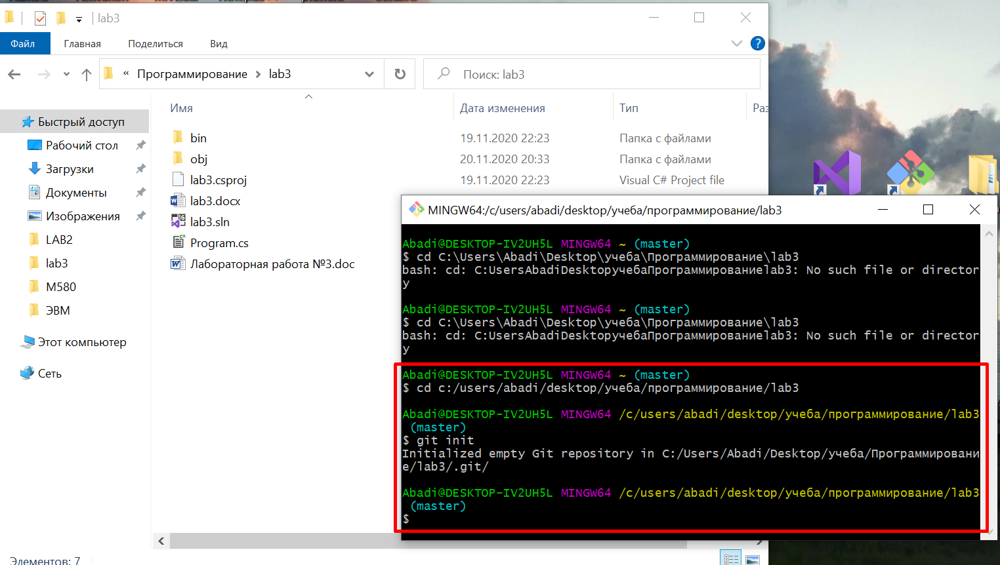 lab3
Файл Главная Поделиться Вид
« Программирование lab3 Поиск: lab3
Имя Дата изменения Тип Раз
Быстрый доступ
Рабочий стол
Загрузки
Документы
Изображения
LAB2
lab3
M580
ЭВМ
Этот компьютер
Сеть
bin 19.11.2020 22:23 Папка с файлами
obj 20.11.2020 20:33 Папка с файлами
lab3.csproj 19.11.2020 22:23 Visual C# Project file
lab3.docx
lab3.sln
Program.cs
Лабораторная работа №3.doc
Элементов: 7
MINGW64:/c/users/abadi/desktop/учеба/программирование/lab3
Abadi@DESKTOP-IV2UH5L MINGW64 ~ (master)
$ cd C:\Users\Abadi\Desktop\учеба\Программирование\lab3
bash: cd: C:UsersAbadiDesktopучебаПрограммированиеlab3: No such file or director
y
Abadi@DESKTOP-IV2UH5L MINGW64 ~ (master)
$ cd C:\Users\Abadi\Desktop\учеба\Программирование\lab3
bash: cd: C:UsersAbadiDesktopучебаПрограммированиеlab3: No such file or director
y
Abadi@DESKTOP-IV2UH5L MINGW64 ~ (master)
$ cd c:/users/abadi/desktop/учеба/программирование/lab3
Abadi@DESKTOP-IV2UH5L MINGW64 /c/users/abadi/desktop/учеба/программирование/lab3
(master)
$ git init
Initialized empty Git repository in C:/Users/Abadi/Desktop/учеба/Программировани
е/lab3/.git/
Abadi@DESKTOP-IV2UH5L MINGW64 /c/users/abadi/desktop/учеба/программирование/lab3
(master)
$